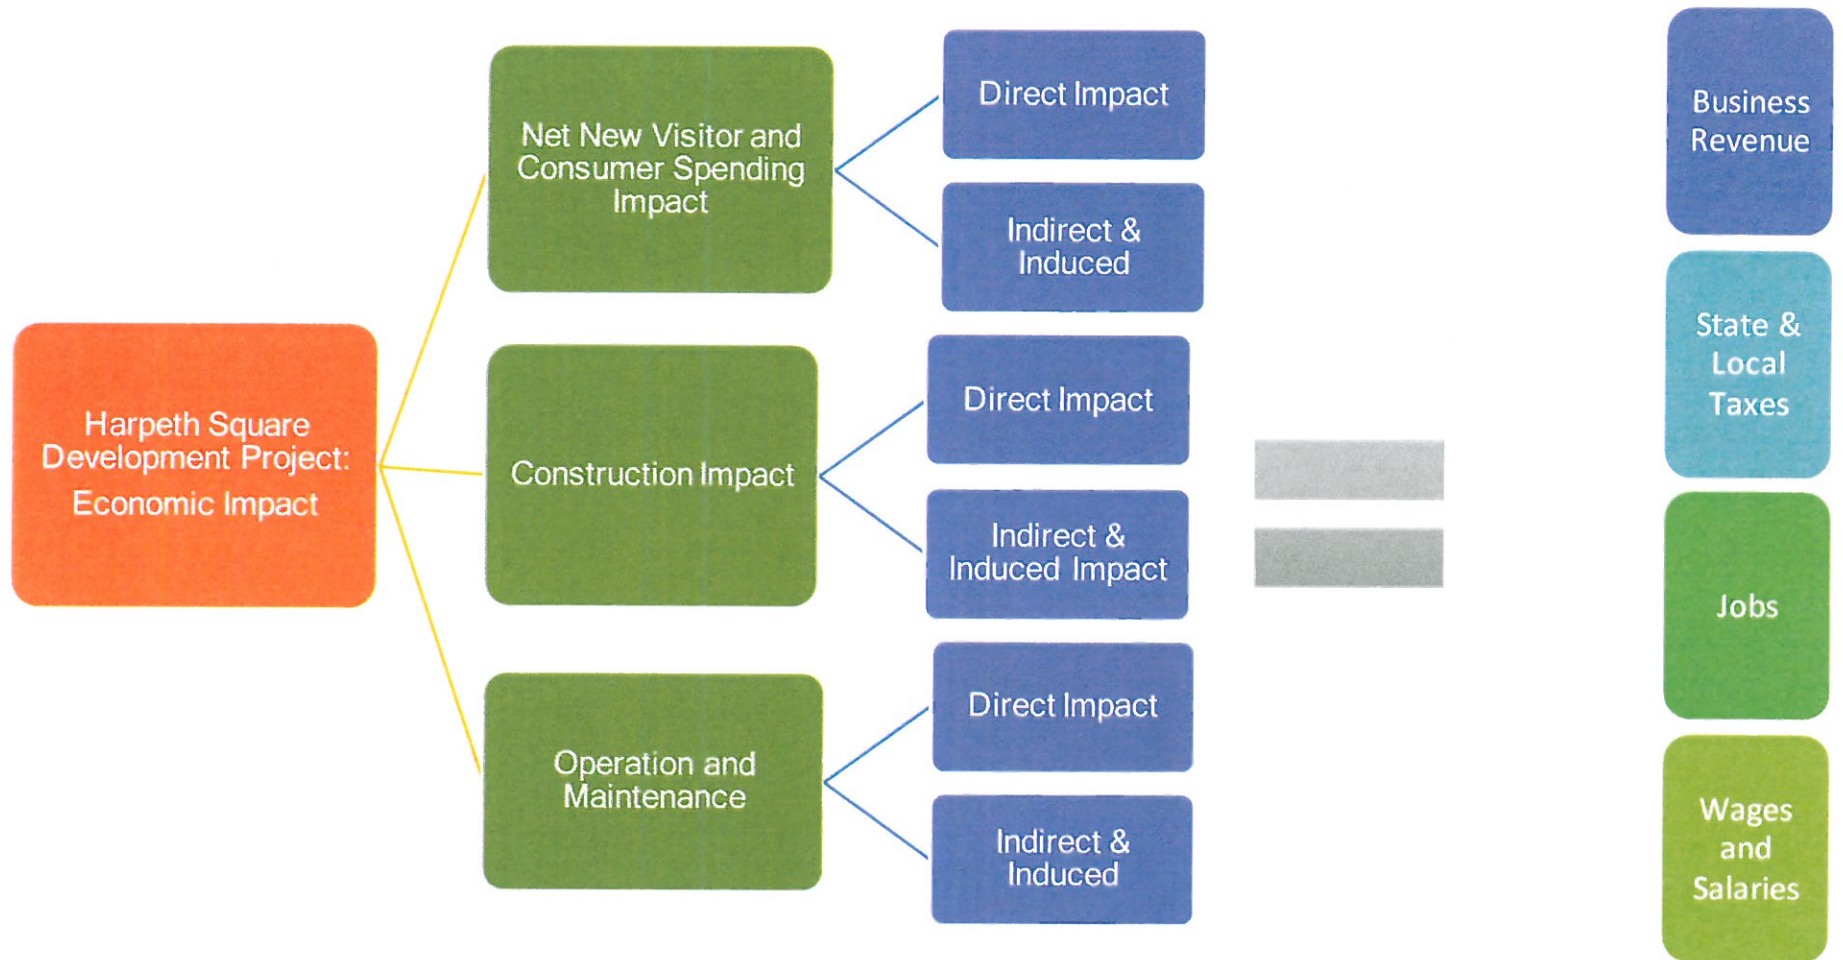 Harpeth Square
Development Project:
Economic Impact
Net New Visitor and
Consumer Spending
Impact
Direct Impact
Indirect &
Induced
Construction Impact
Direct Impact
Indirect &
Induced Impact
Operation and
Maintenance
Direct Impact
Indirect &
Induced
Business
Revenue
State &
Local
Taxes
Jobs
Wages
and
Salaries